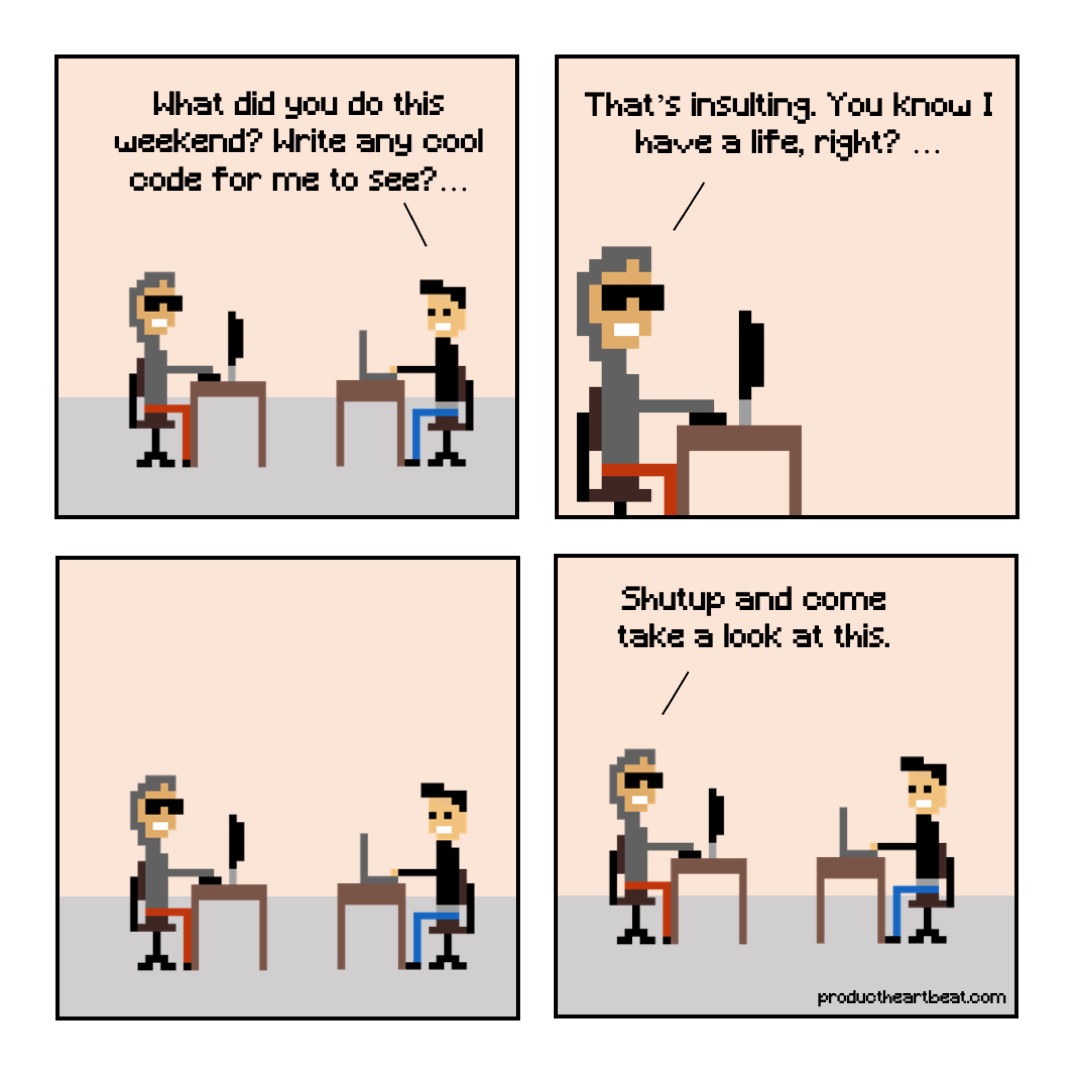 What did you do this
weekend? Write any cool
code for me to see?...
That's insulting. You know I
have a life, right? ...
Shutup and come
take a look at this.
productheartbeat.com